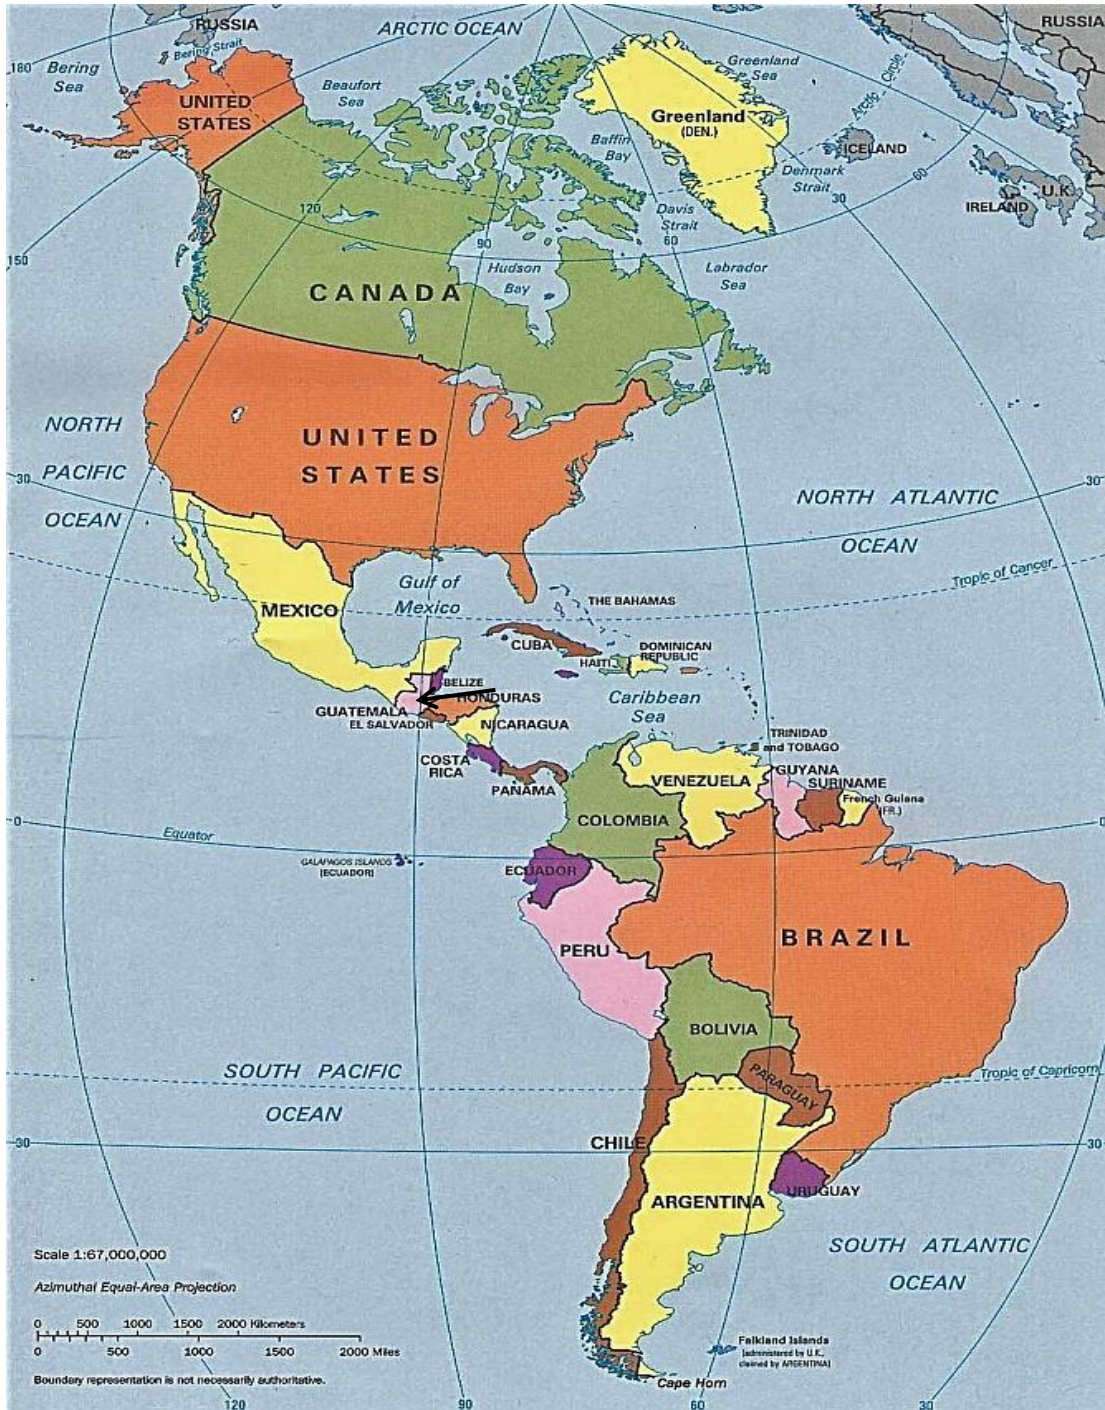 RUSSIA
ARCTIC OCEAN
RUSSIA
Bering Strait
180
Bering
Sea
Beaufort
Sea
Greenland
Sea
UNITED
STATES
Greenland
(DEN.)
Arctic Circle
Baffin
Bay
ICELAND
Denmark
Strait
60
U.K.
IRELAND
120
Davis
Strait
30
90
60
150
Hudson
Bay
Labrador
Sea
CANADA
NORTH
PACIFIC
OCEAN
UNITED
STATES
30
30
NORTH ATLANTIC
OCEAN
Tropic of Cancer
Gulf of
Mexico
MEXICO
THE BAHAMAS
CUBA
DOMINICAN
REPUBLIC
HAITI
BELIZE
HONDURAS
Caribbean
Sea
GUATEMALA
EL SALVADOR
NICARAGUA
TRINIDAD
and TOBAGO
COSTA
RICA
PANAMA
VENEZUELA
GUYANA
SURINAME
French Guiana
(FR.)
COLOMBIA
0
Equator
0
GALAPAGOS ISLANDS
(ECUADOR)
ECUADOR
PERU
BRAZIL
BOLIVIA
SOUTH PACIFIC
OCEAN
PARAGUAY
Tropic of Capricorn
30
CHILE
30
URUGUAY
ARGENTINA
SOUTH ATLANTIC
OCEAN
Scale 1:67,000,000
Azimuthal Equal-Area Projection
0 500 1000 1500 2000 Kilometers
0 500 1000 1500 2000 Miles
Falkland Islands
(administered by U.K.,
claimed by ARGENTINA)
Boundary representation is not necessarily authoritative.
Cape Horn
120
90
60
30